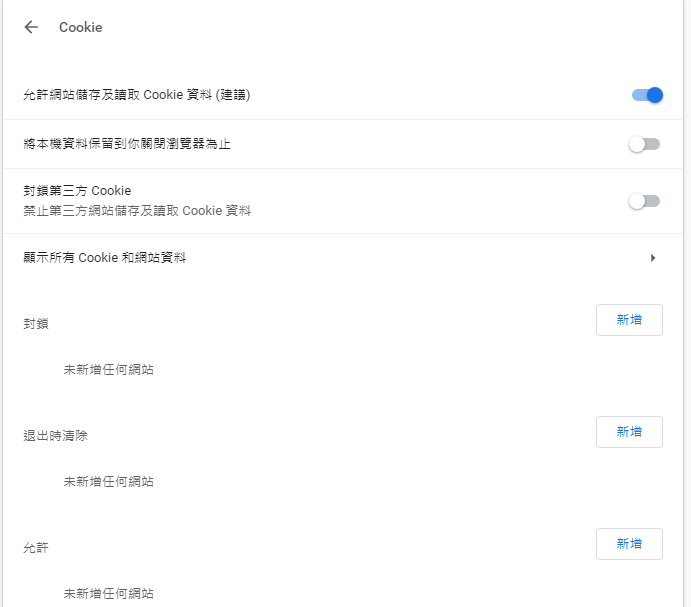 Cookie
允許網站儲存及讀取 Cookie 資料 (建議)
將本機資料保留到你關閉瀏覽器為止
封鎖第三方 Cookie
禁止第三方網站儲存及讀取 Cookie 資料
顯示所有 Cookie 和網站資料
封鎖
新增
未新增任何網站
退出時清除
新增
未新增任何網站
允許
新增
未新增任何網站